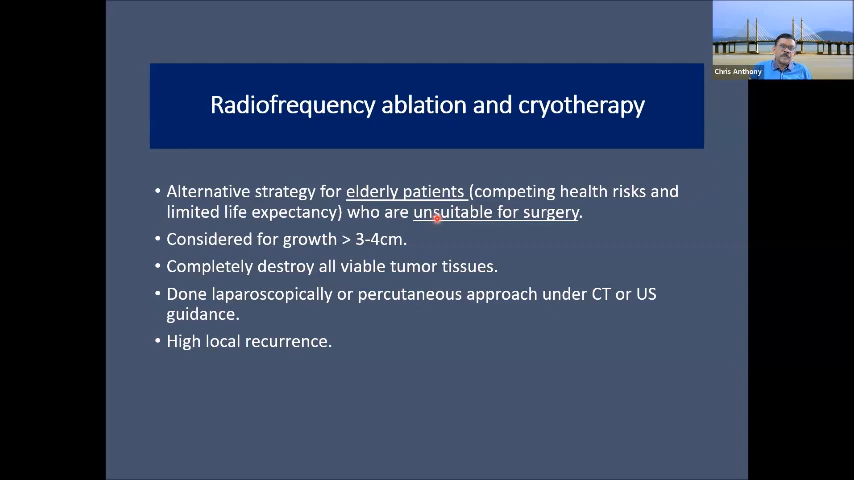 Chris Anthony
Radiofrequency ablation and cryotherapy
• Alternative strategy for elderly patients (competing health risks and
limited life expectancy) who are unsuitable for surgery.
• Considered for growth > 3-4cm.
• Completely destroy all viable tumor tissues.
• Done laparoscopically or percutaneous approach under CT or US
guidance.
• High local recurrence.